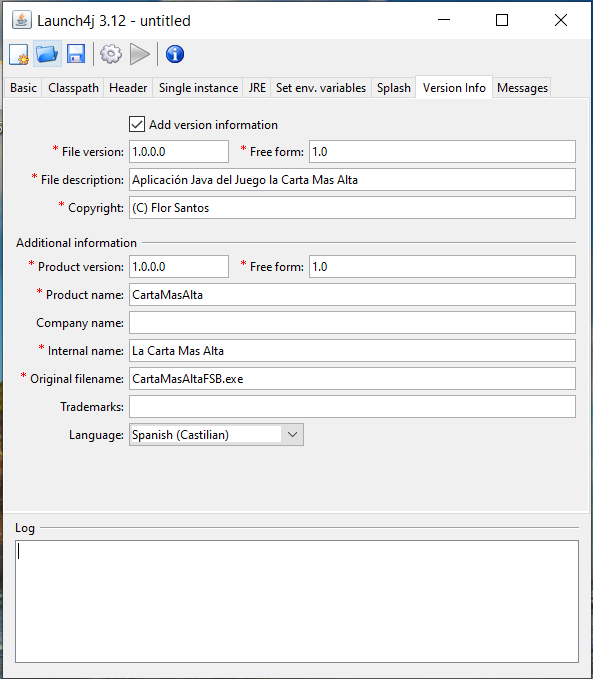 Launch4j 3.12 - untitled
Basic Classpath Header Single instance JRE Set env. variables Splash Version Info Messages
Add version information
* File version: 1.0.0.0 * Free form: 1.0
* File description: Aplicación Java del Juego la Carta Mas Alta
* Copyright: (C) Flor Santos
Additional information
* Product version: 1.0.0.0 * Free form: 1.0
* Product name: CartaMasAlta
Company name:
* Internal name: La Carta Mas Alta
* Original filename: CartaMasAltaFSB.exe
Trademarks:
Language: Spanish (Castilian)
Log